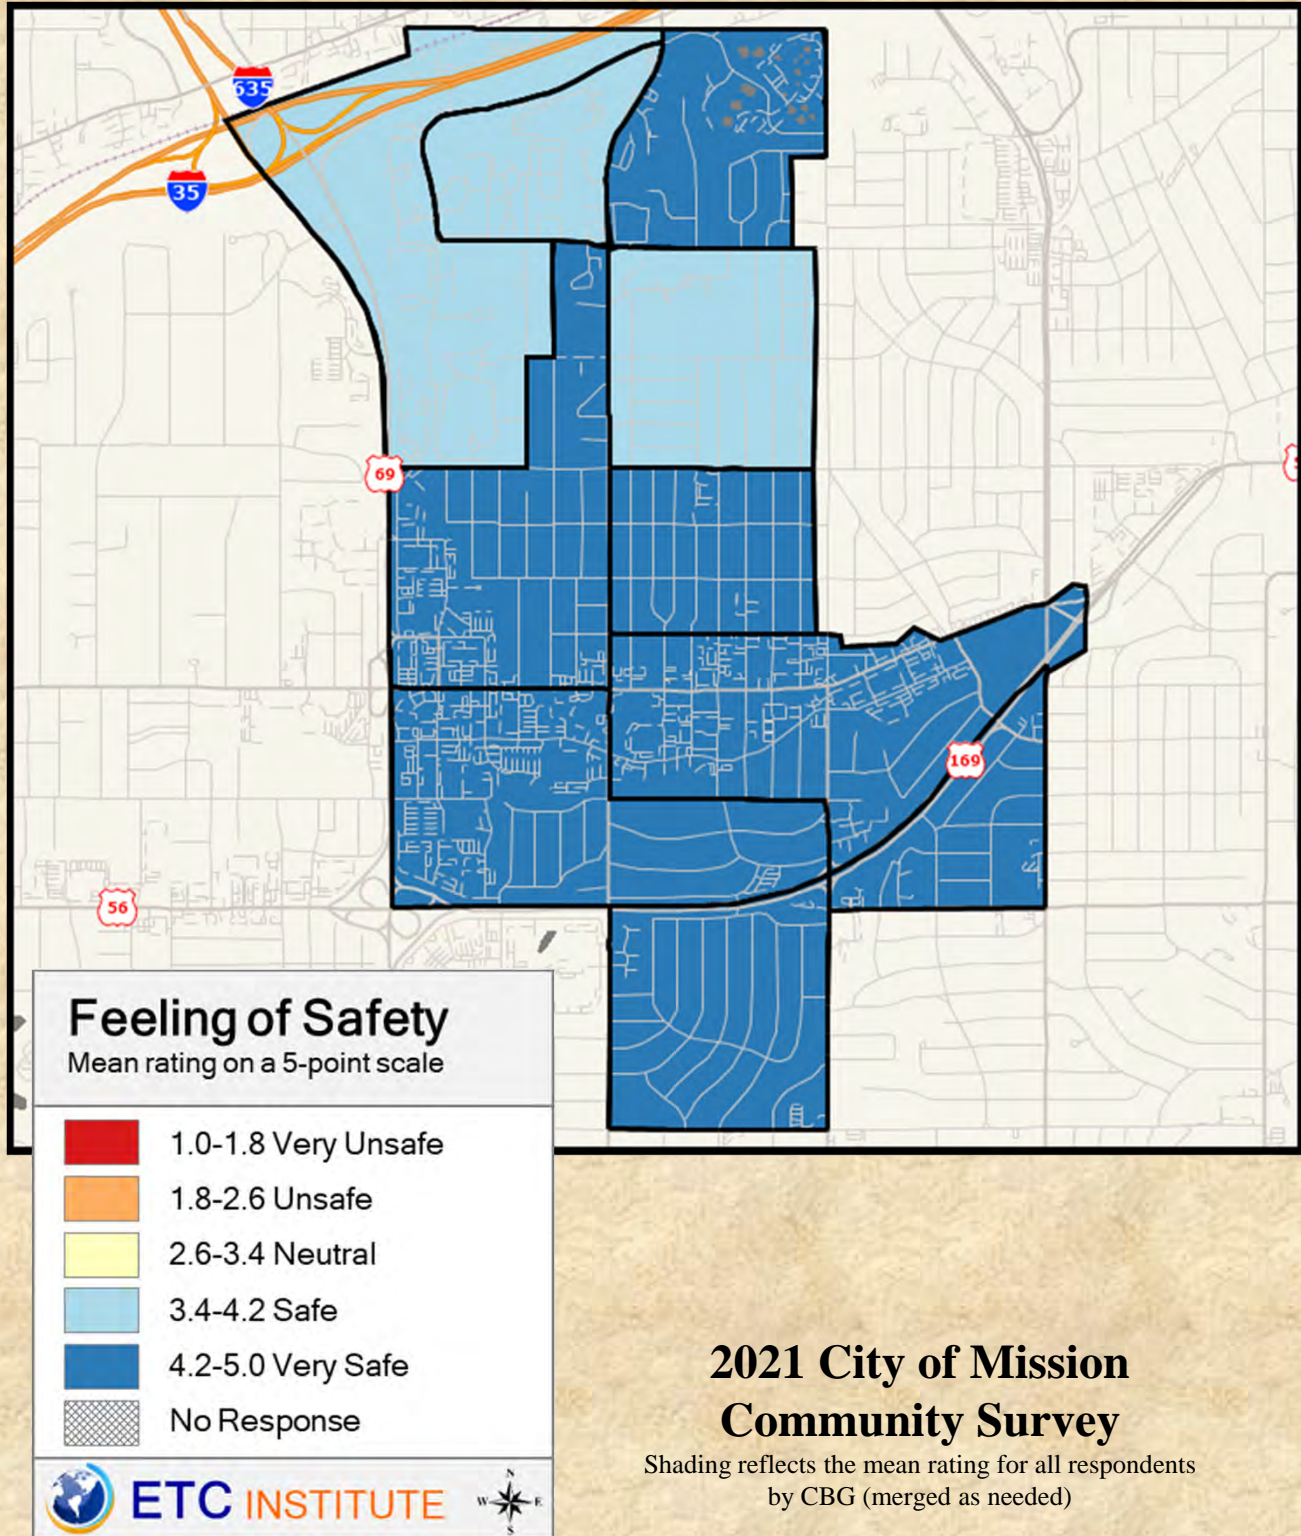 635
35
69
169
56
Feeling of Safety
Mean rating on a 5-point scale
1.0-1.8 Very Unsafe
1.8-2.6 Unsafe
2.6-3.4 Neutral
3.4-4.2 Safe
4.2-5.0 Very Safe
No Response
ETC INSTITUTE
N
W E
S
2021 City of Mission
Community Survey
Shading reflects the mean rating for all respondents
by CBG (merged as needed)